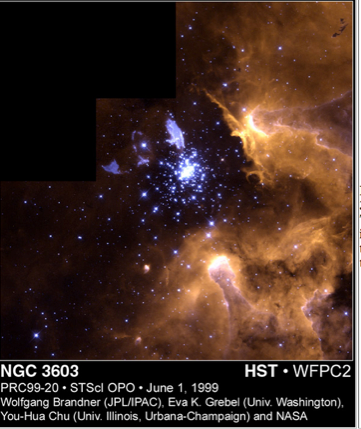 NGC 3603 HST • WFPC2
PRC99-20 • STScI OPO • June 1, 1999
Wolfgang Brandner (JPL/IPAC), Eva K. Grebel (Univ. Washington),
You-Hua Chu (Univ. Illinois, Urbana-Champaign) and NASA